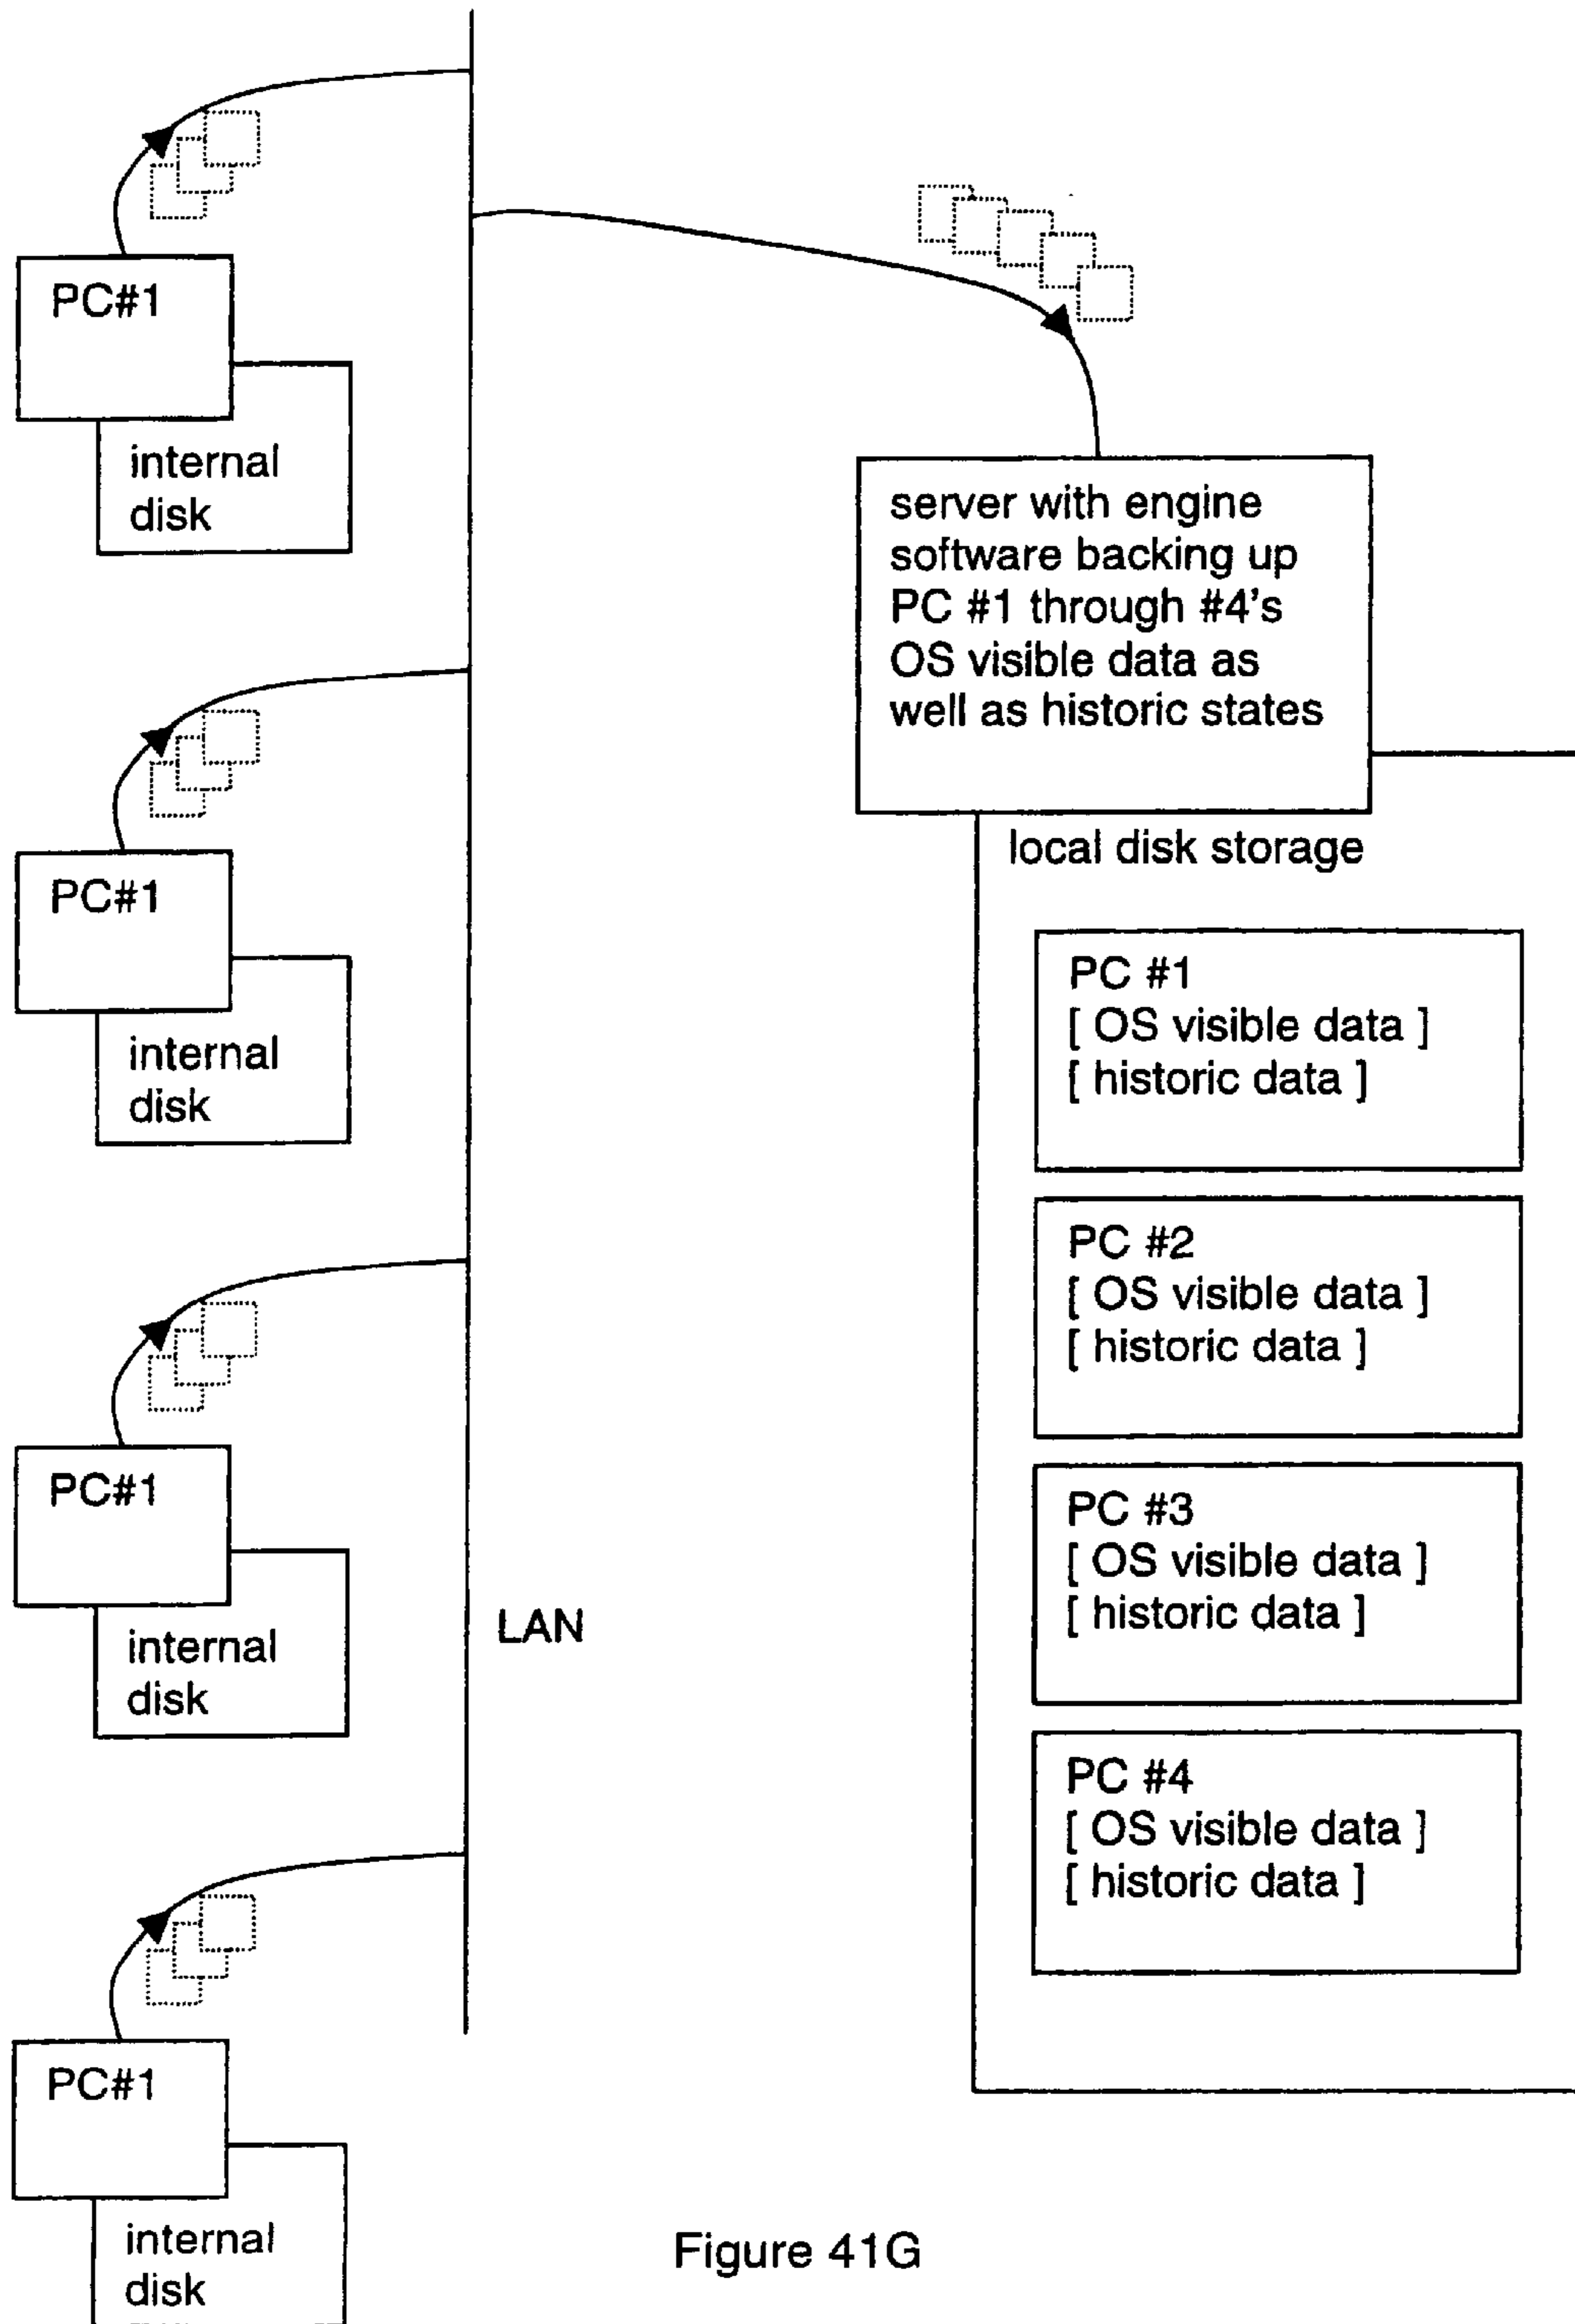 PC#1
internal
disk
PC#1
internal
disk
PC#1
internal
disk
PC#1
internal
disk
LAN
server with engine
software backing up
PC #1 through #4's
OS visible data as
well as historic states
local disk storage
PC #1
[ OS visible data ]
[ historic data ]
PC #2
[ OS visible data ]
[ historic data ]
PC #3
[ OS visible data ]
[ historic data ]
PC #4
[ OS visible data ]
[ historic data ]
Figure 41G